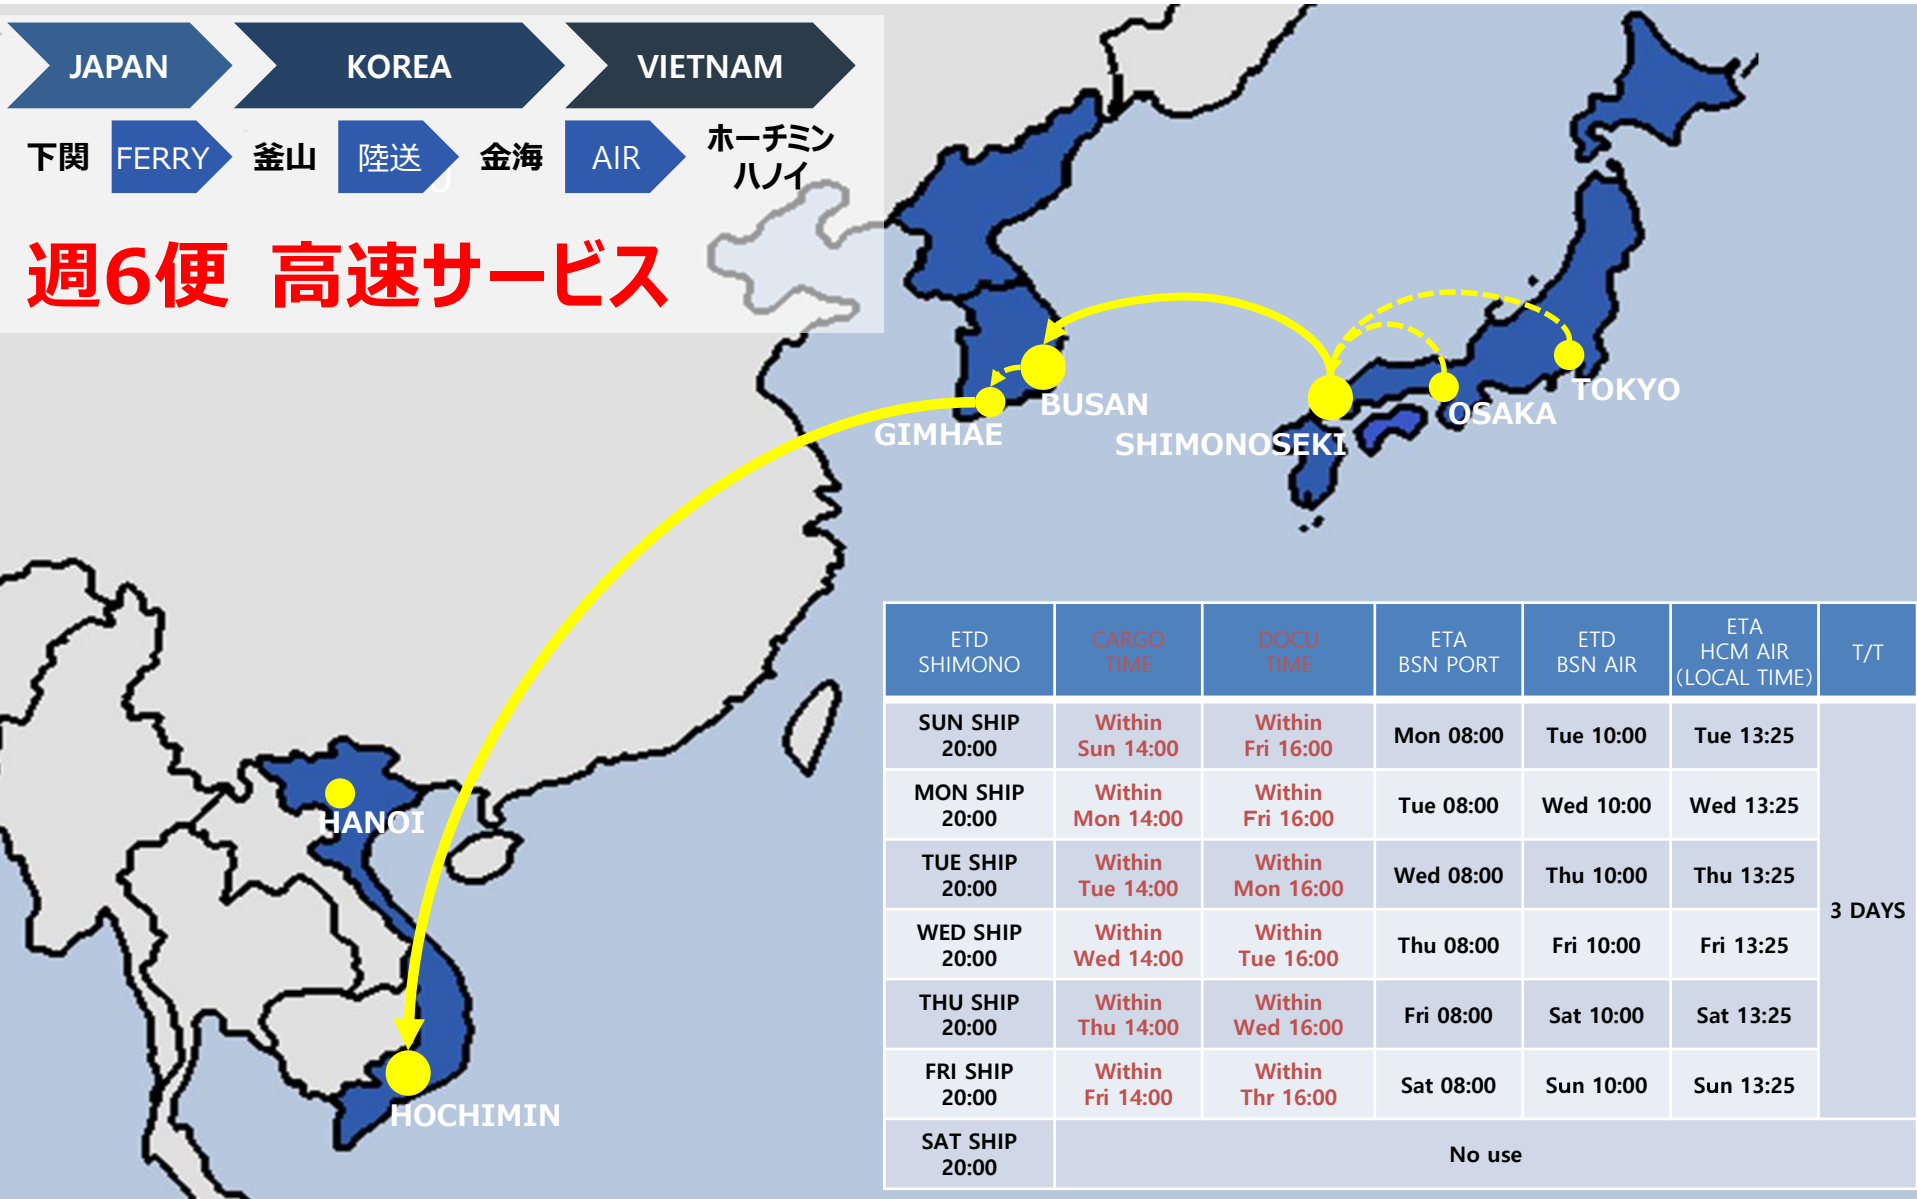 JAPAN KOREA VIETNAM
下関 FERRY 釜山 陸送 金海 AIR ホーチミン
ハノイ
週6便 高速サービス
TOKYO
OSAKA
BUSAN
GIMHAE
SHIMONOSEKI
HANOI
HOCHIMIN
ETD
SHIMONO
CARGO
TIME
DOCU
TIME
ETA
BSN PORT
ETD
BSN AIR
ETA
HCM AIR
(LOCAL TIME)
T/T
SUN SHIP
20:00
Within
Sun 14:00
Within
Fri 16:00
Mon 08:00
Tue 10:00
Tue 13:25
MON SHIP
20:00
Within
Mon 14:00
Within
Fri 16:00
Tue 08:00
Wed 10:00
Wed 13:25
TUE SHIP
20:00
Within
Tue 14:00
Within
Mon 16:00
Wed 08:00
Thu 10:00
Thu 13:25
3 DAYS
WED SHIP
20:00
Within
Wed 14:00
Within
Tue 16:00
Thu 08:00
Fri 10:00
Fri 13:25
THU SHIP
20:00
Within
Thu 14:00
Within
Wed 16:00
Fri 08:00
Sat 10:00
Sat 13:25
FRI SHIP
20:00
Within
Fri 14:00
Within
Thr 16:00
Sat 08:00
Sun 10:00
Sun 13:25
SAT SHIP
20:00
No use